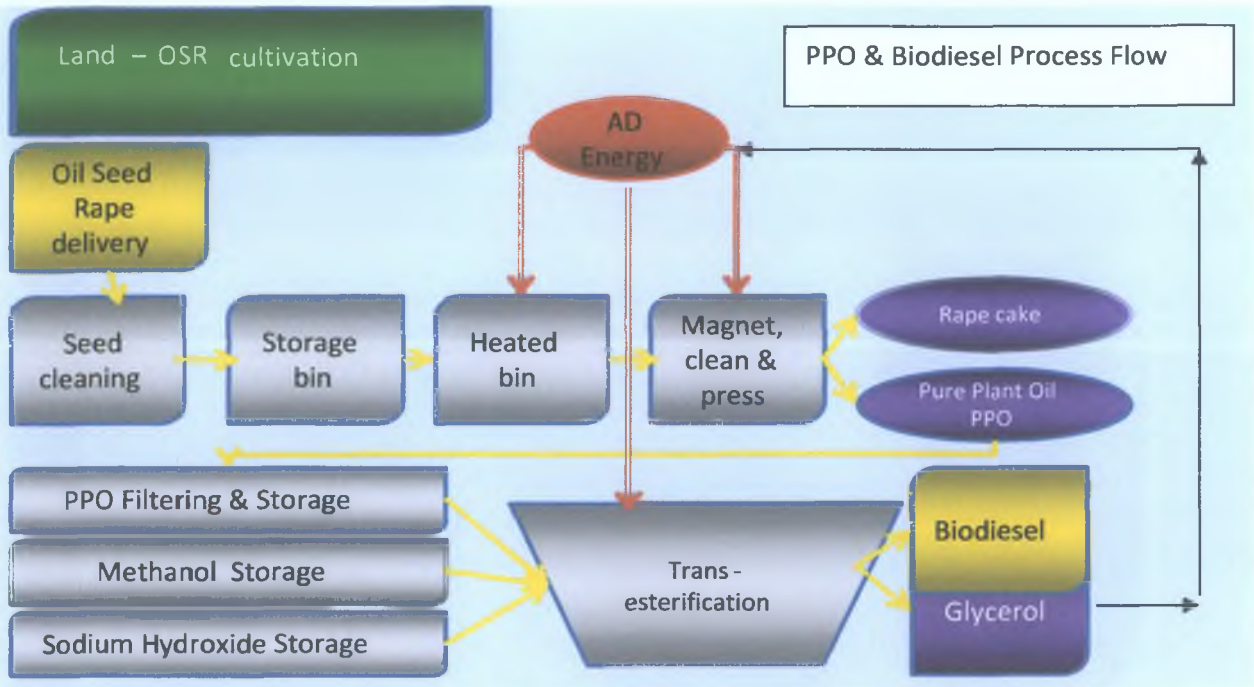 Land – OSR cultivation
PPO & Biodiesel Process Flow
AD
Energy
Oil Seed
Rape
delivery
Seed
cleaning
Storage
bin
Heated
bin
Magnet,
clean &
press
Rape cake
Pure Plant Oil
PPO
PPO Filtering & Storage
Methanol Storage
Sodium Hydroxide Storage
Trans -
esterification
Biodiesel
Glycerol